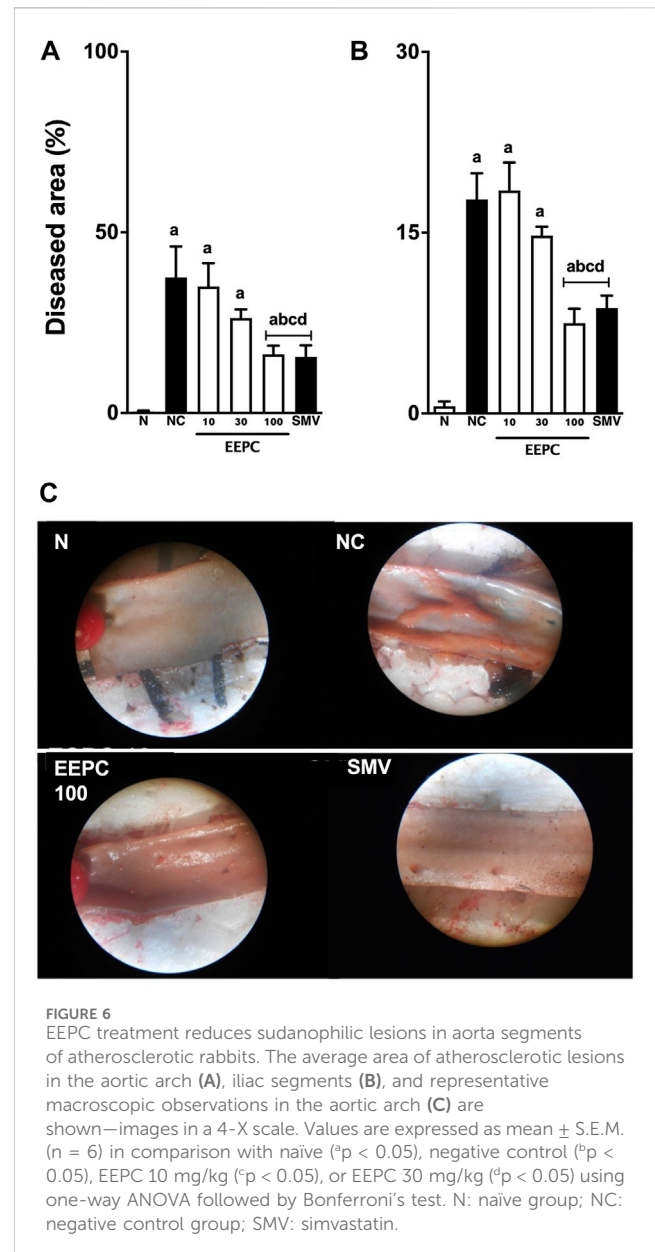 A
B
100
50
0
30
15
0
Diseased area (%)
a
a
a
abcd
a
a
a
abcd
N NC 10 30 100 SMV
EEPC
N NC 10 30 100 SMV
EEPC
C
N
NC
EEPC
100
SMV
FIGURE 6
EEPC treatment reduces sudanophilic lesions in aorta segments
of atherosclerotic rabbits. The average area of atherosclerotic lesions
in the aortic arch (A), iliac segments (B), and representative
macroscopic observations in the aortic arch (C) are
shown—images in a 4-X scale. Values are expressed as mean ± S.E.M.
(n = 6) in comparison with naïve (ᵃp < 0.05), negative control (ᵇp <
0.05), EEPC 10 mg/kg (ᶜp < 0.05), or EEPC 30 mg/kg (ᵈp < 0.05) using
one-way ANOVA followed by Bonferroni’s test. N: naïve group; NC:
negative control group; SMV: simvastatin.